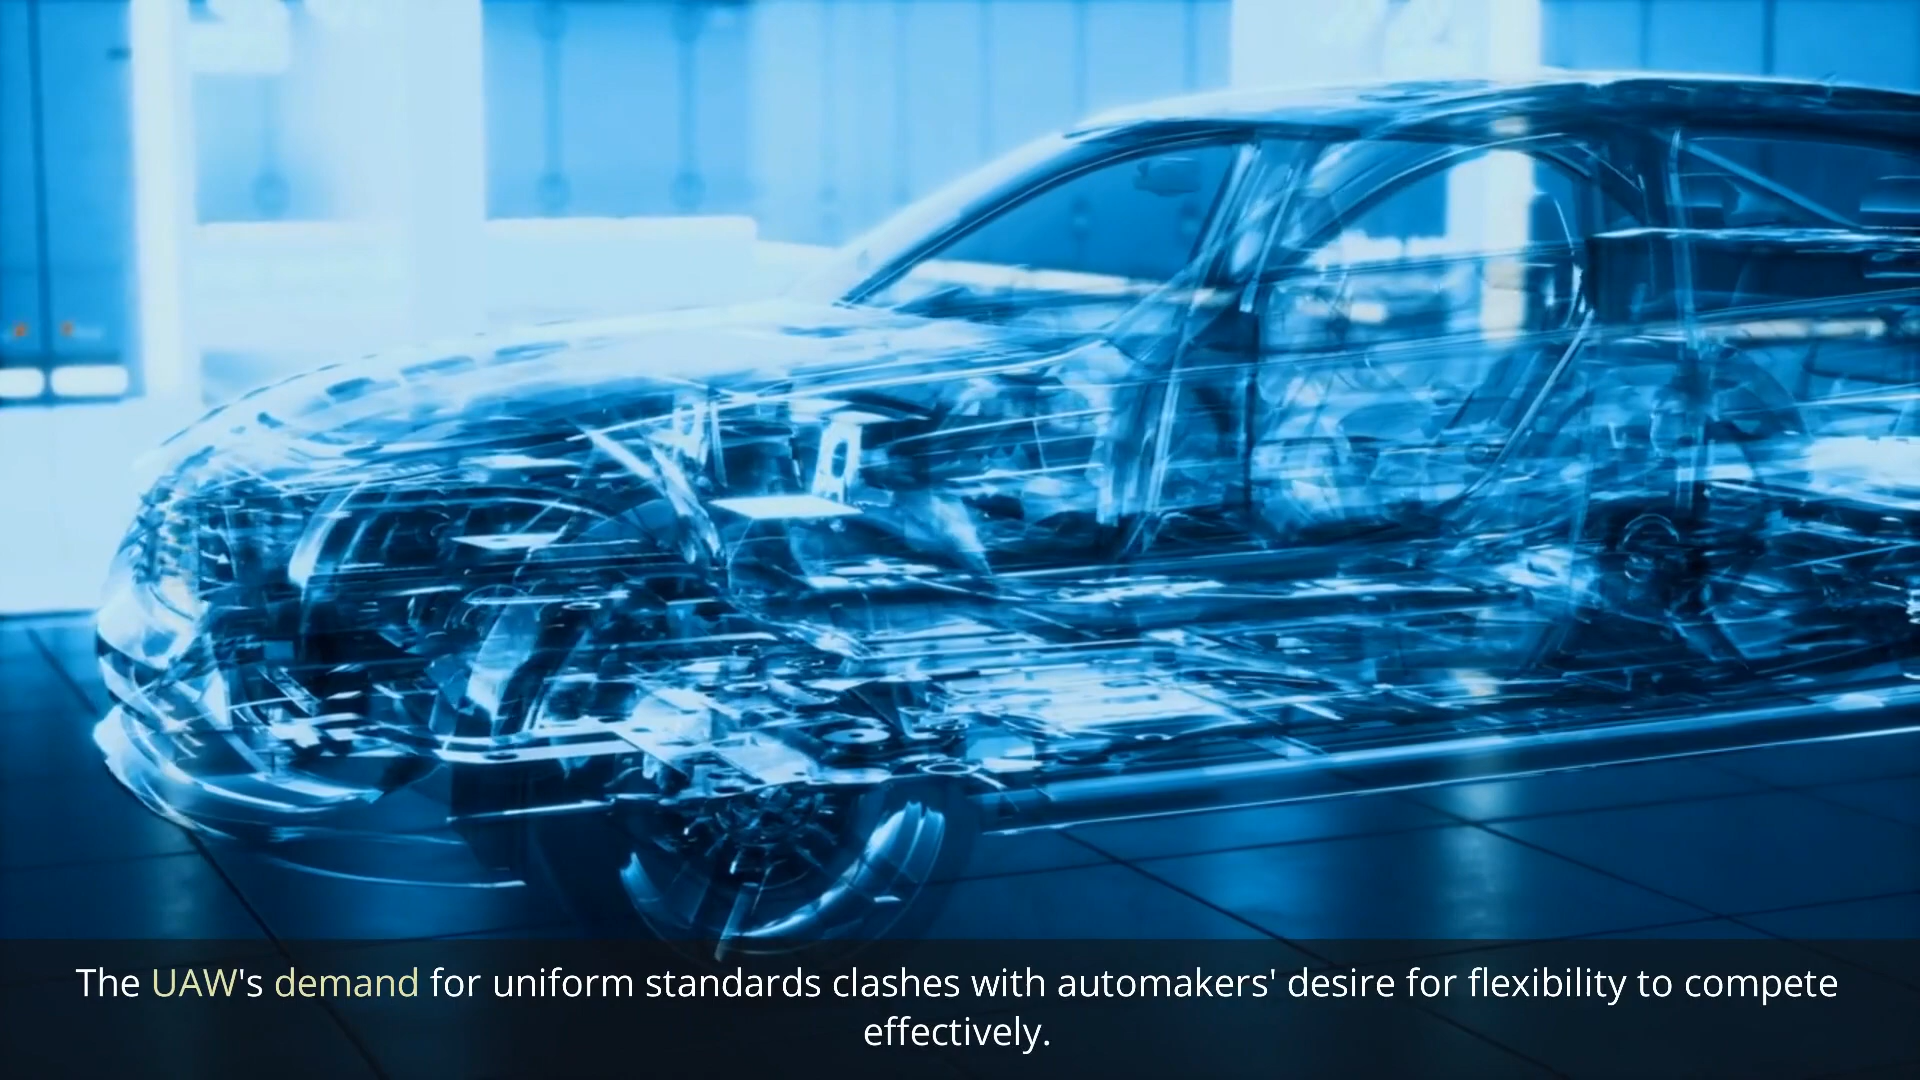 The UAW's demand for uniform standards clashes with automakers' desire for flexibility to compete
effectively.